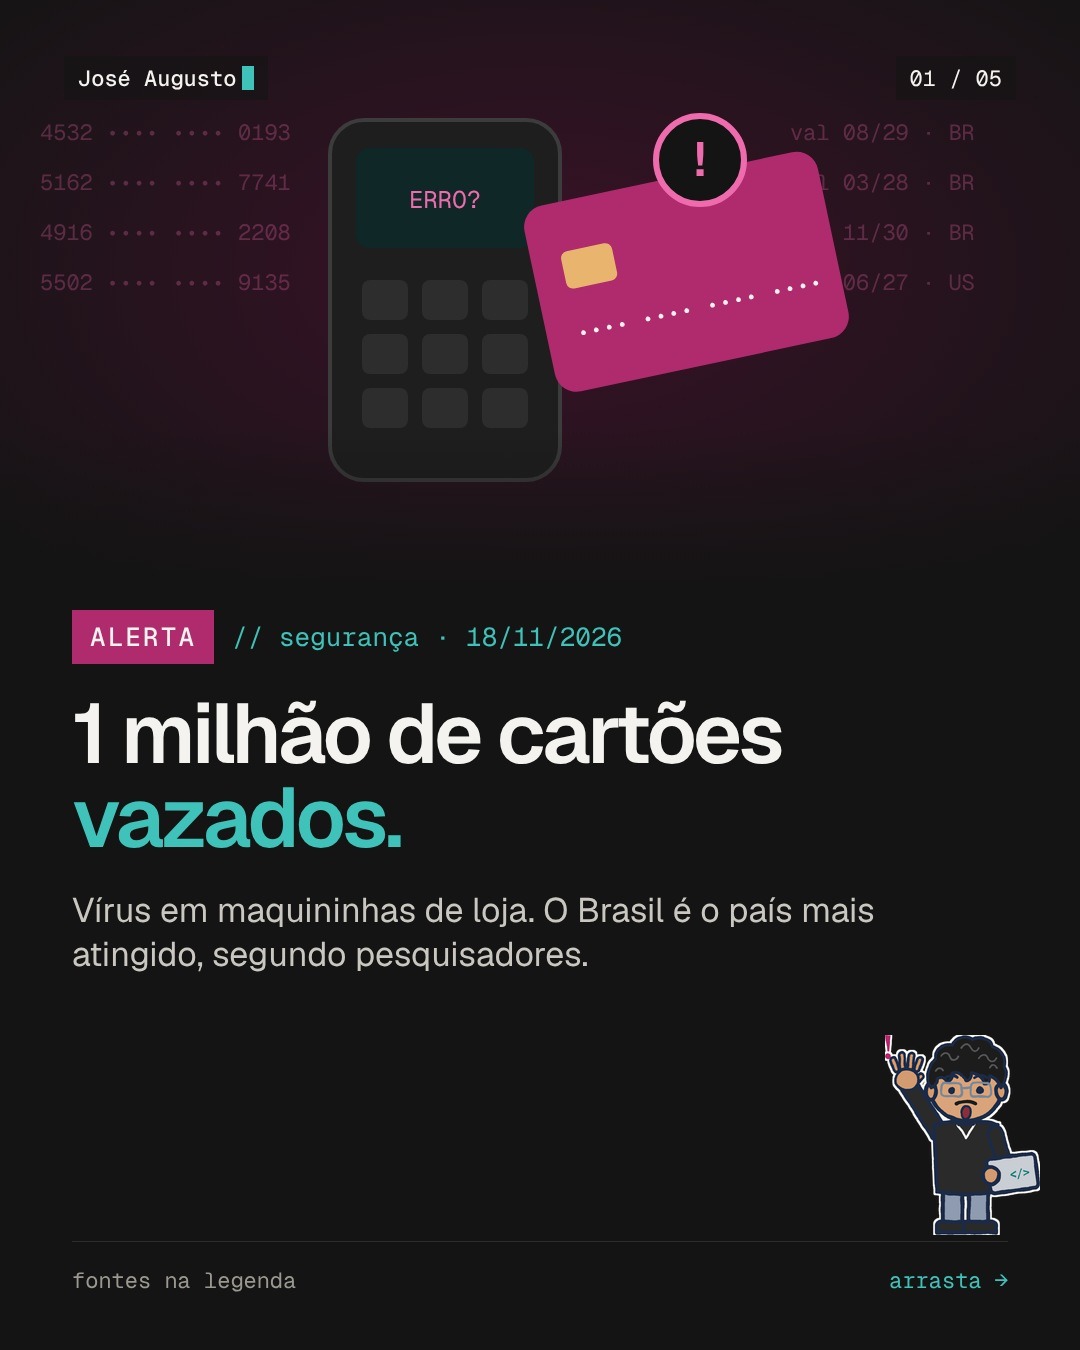 José Augusto
01 / 05
4532 •••• •••• 0193
val 08/29 · BR
5162 •••• •••• 7741
03/28 · BR
4916 •••• •••• 2208
11/30 · BR
5502 •••• •••• 9135
06/27 · US
ERRO?
!
•••• •••• •••• ••••
ALERTA
// segurança · 18/11/2026
1 milhão de cartões
vazados.
Vírus em maquininhas de loja. O Brasil é o país mais
atingido, segundo pesquisadores.
</>
fontes na legenda
arrasta →